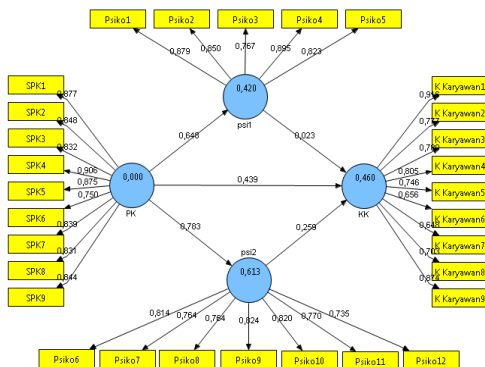 Psiko1 Psiko2 Psiko3 Psiko4 Psiko5
0,879 0,850 0,767 0,895 0,823
0,420
psi1
SPK1
SPK2
SPK3
SPK4
SPK5
SPK6
SPK7
SPK8
SPK9
0,877
0,848
0,832
0,906
0,875
0,750
0,839
0,831
0,844
0,000
PK
0,648
0,023
0,439
0,783
0,259
0,460
KK
0,805
0,746
0,656
0,703
K Karyawan1
K Karyawan2
K Karyawan3
K Karyawan4
K Karyawan5
K Karyawan6
K Karyawan7
K Karyawan8
K Karyawan9
psi2
0,613
0,814 0,764 0,764 0,824 0,820 0,770 0,735
Psiko6 Psiko7 Psiko8 Psiko9 Psiko10 Psiko11 Psiko12